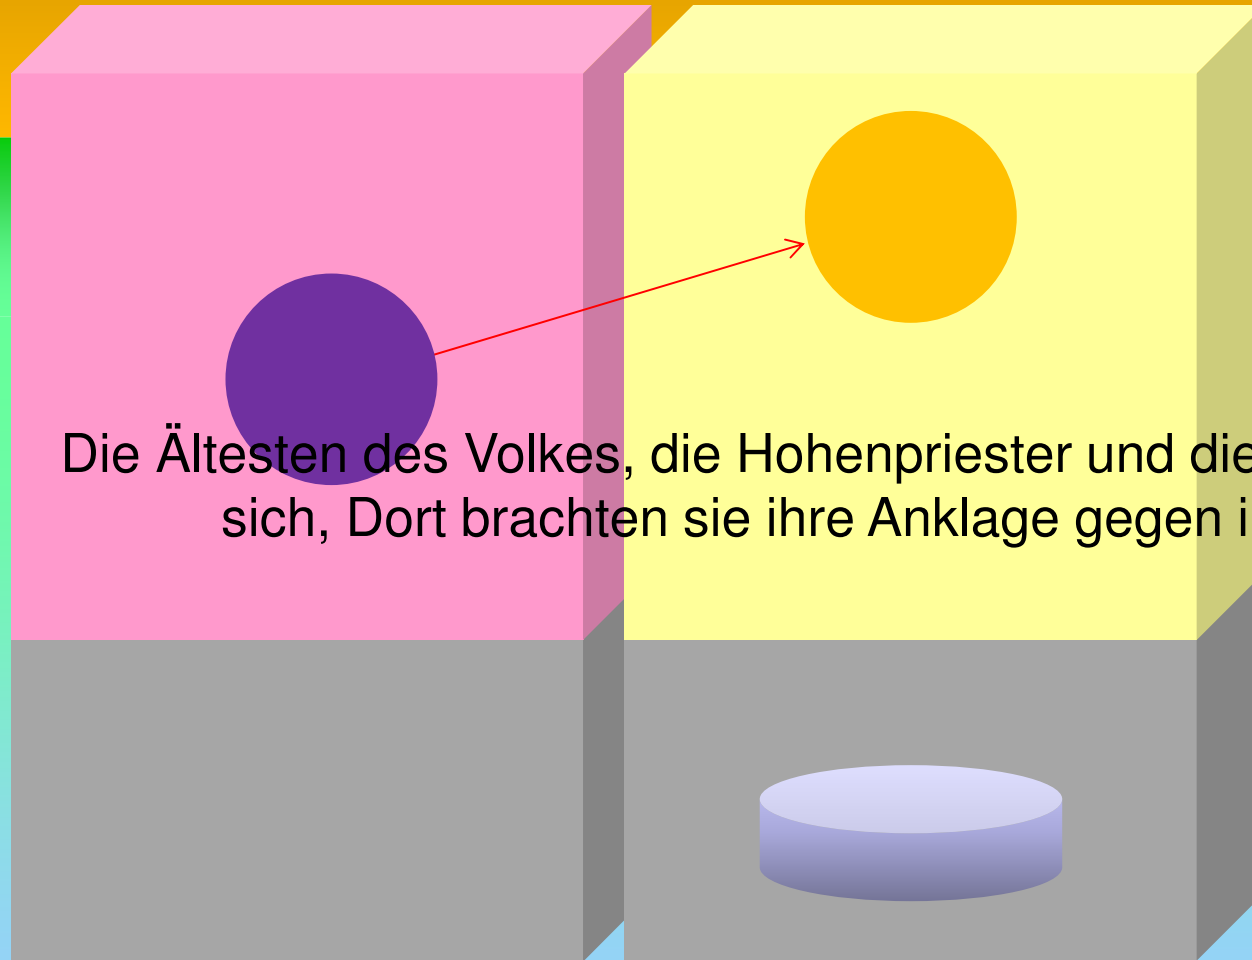 Die Ältesten des Volkes, die Hohenpriester und die
sich, Dort brachten sie ihre Anklage gegen